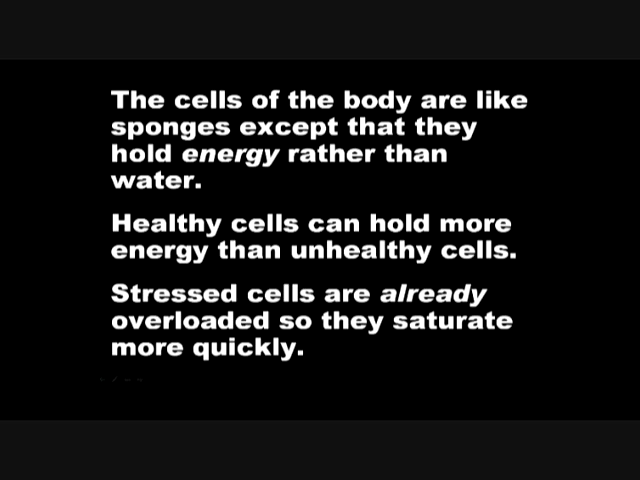 The cells of the body are like
sponges except that they
hold energy rather than
water.
Healthy cells can hold more
energy than unhealthy cells.
Stressed cells are already
overloaded so they saturate
more quickly.